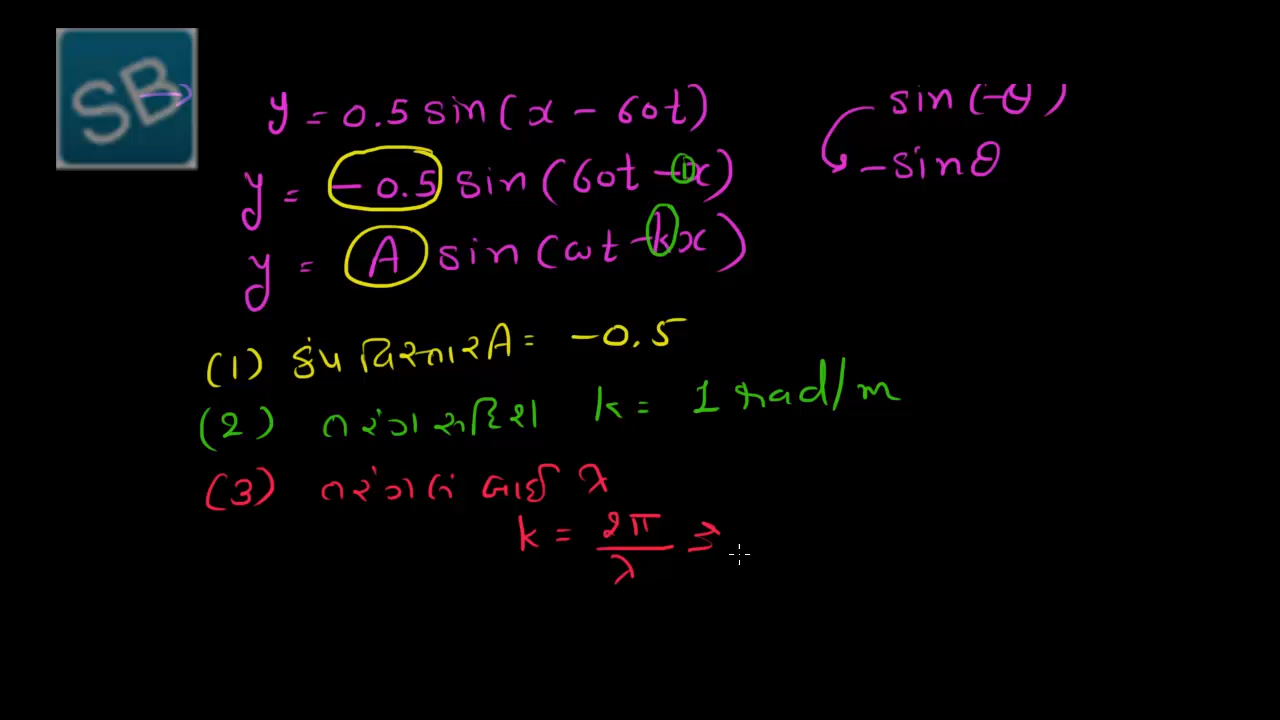 SB
y = 0.5 sin(x - 60t)
sin(-θ)
y = -0.5 sin(60t - 1x)
-sinθ
y = A sin(ωt - kx)
(1) કંપ વિસ્તાર A = -0.5
(2) તરંગ સદિશ k = 1 rad/m
(3) તરંગ લંબાઈ λ
k = 2π/λ ⇒